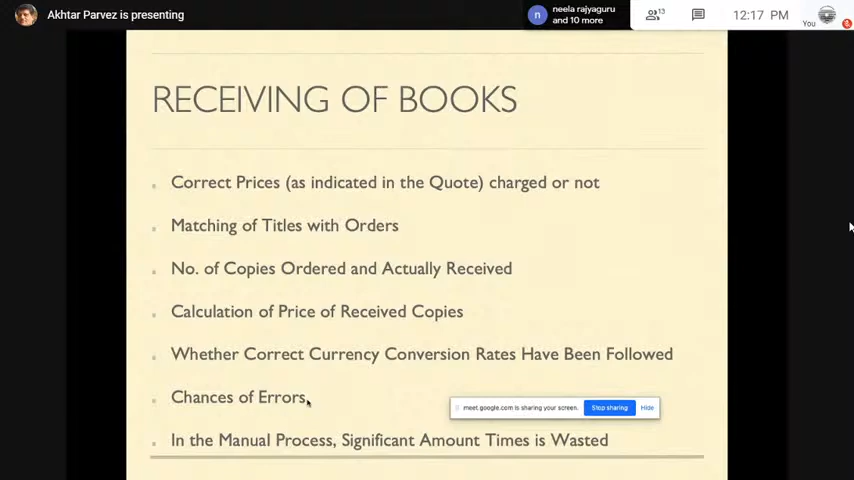 Akhtar Parvez is presenting
n
neela rajyaguru
and 10 more
13
12:17 PM
You
RECEIVING OF BOOKS
Correct Prices (as indicated in the Quote) charged or not
Matching of Titles with Orders
No. of Copies Ordered and Actually Received
Calculation of Price of Received Copies
Whether Correct Currency Conversion Rates Have Been Followed
Chances of Errors
meet.google.com is sharing your screen.
Stop sharing
Hide
In the Manual Process, Significant Amount Times is Wasted